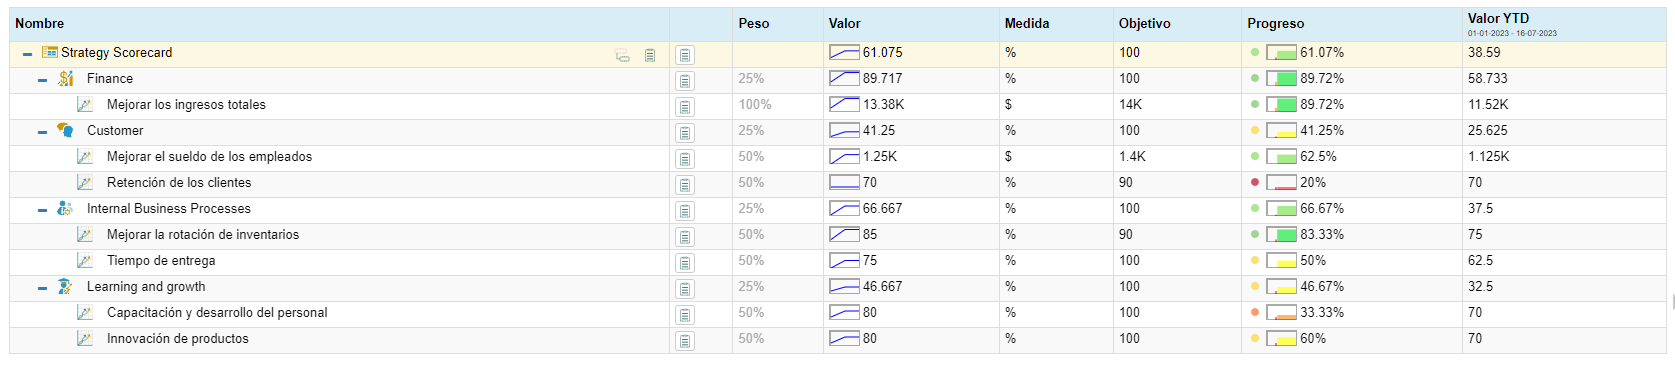 Nombre Peso Valor Medida Objetivo Progreso Valor YTD
01-01-2023 - 16-07-2023
Strategy Scorecard 61.075 % 100 61.07% 38.59
Finance 25% 89.717 % 100 89.72% 58.733
Mejorar los ingresos totales 100% 13.38K $ 14K 89.72% 11.52K
Customer 25% 41.25 % 100 41.25% 25.625
Mejorar el sueldo de los empleados 50% 1.25K $ 1.4K 62.5% 1.125K
Retención de los clientes 50% 70 % 90 20% 70
Internal Business Processes 25% 66.667 % 100 66.67% 37.5
Mejorar la rotación de inventarios 50% 85 % 90 83.33% 75
Tiempo de entrega 50% 75 % 100 50% 62.5
Learning and growth 25% 46.667 % 100 46.67% 32.5
Capacitación y desarrollo del personal 50% 80 % 100 33.33% 70
Innovación de productos 50% 80 % 100 60% 70